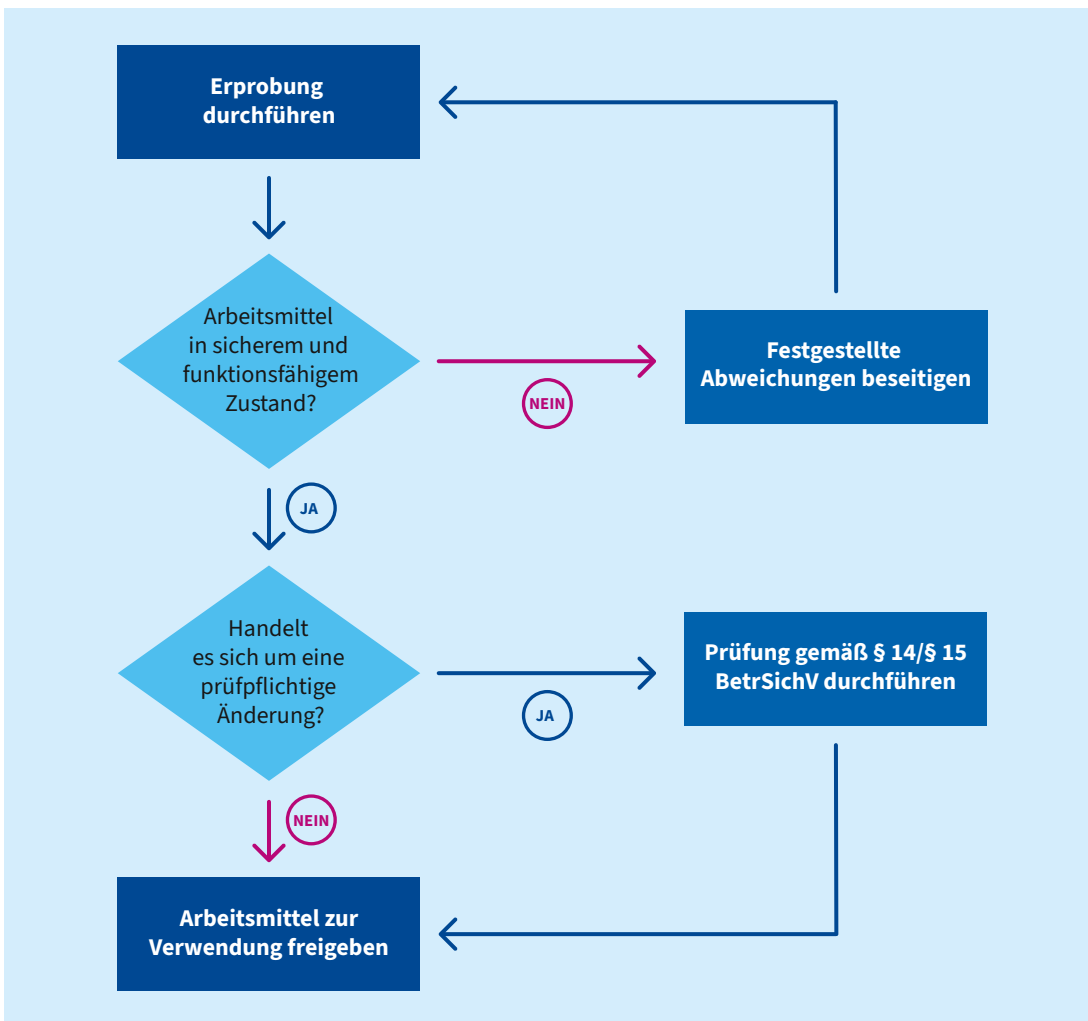 Erprobung
durchführen
Arbeitsmittel
in sicherem und
funktionsfähigem
Zustand?
NEIN
Festgestellte
Abweichungen beseitigen
JA
Handelt
es sich um eine
prüfpflichtige
Änderung?
JA
Prüfung gemäß § 14/§ 15
BetrSichV durchführen
NEIN
Arbeitsmittel zur
Verwendung freigeben